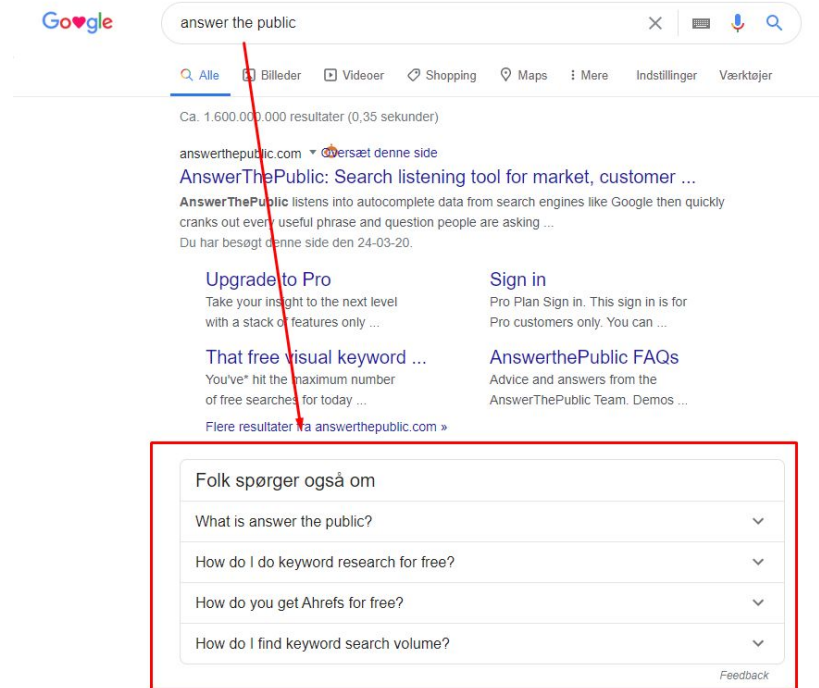 Go♥gle
answer the public
Alle Billeder Videoer Shopping Maps Mere Indstillinger Værktøjer
Ca. 1.600.000.000 resultater (0,35 sekunder)
answerthepublic.com Oversæt denne side
AnswerThePublic: Search listening tool for market, customer ...
AnswerThePublic listens into autocomplete data from search engines like Google then quickly
cranks out every useful phrase and question people are asking ...
Du har besøgt denne side den 24-03-20.
Upgrade to Pro
Take your insight to the next level
with a stack of features only ...
Sign in
Pro Plan Sign in. This sign in is for
Pro customers only. You can ...
That free visual keyword ...
You've* hit the maximum number
of free searches for today ...
AnswerthePublic FAQs
Advice and answers from the
AnswerThePublic Team. Demos ...
Flere resultater fra answerthepublic.com »
Folk spørger også om
What is answer the public?
How do I do keyword research for free?
How do you get Ahrefs for free?
How do I find keyword search volume?
Feedback